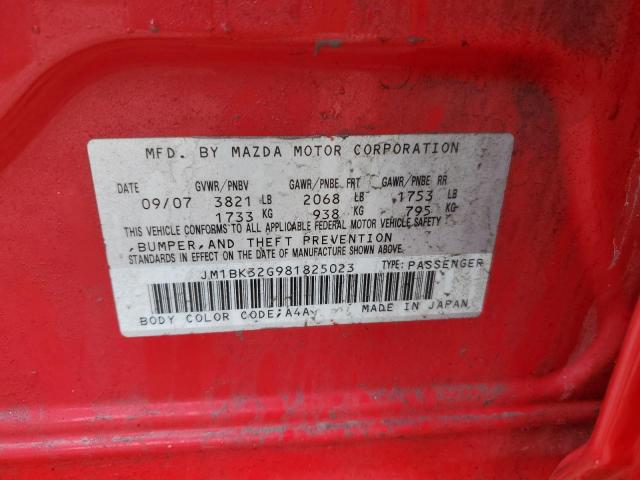 MFD. BY MAZDA MOTOR CORPORATION
DATE GVWR/PNBV GAWR/PNBE FRT GAWR/PNBE RR
09/07 3821 LB 2068 LB 1753 LB
1733 KG 938 KG 795 KG
THIS VEHICLE CONFORMS TO ALL APPLICABLE FEDERAL MOTOR VEHICLE SAFETY
,BUMPER,AND THEFT PREVENTION
STANDARDS IN EFFECT ON THE DATE OF MANUFACTURE SHOWN ABOVE.
JM1BK32G981825023 TYPE:PASSENGER
BODY COLOR CODE;A4A MADE IN JAPAN